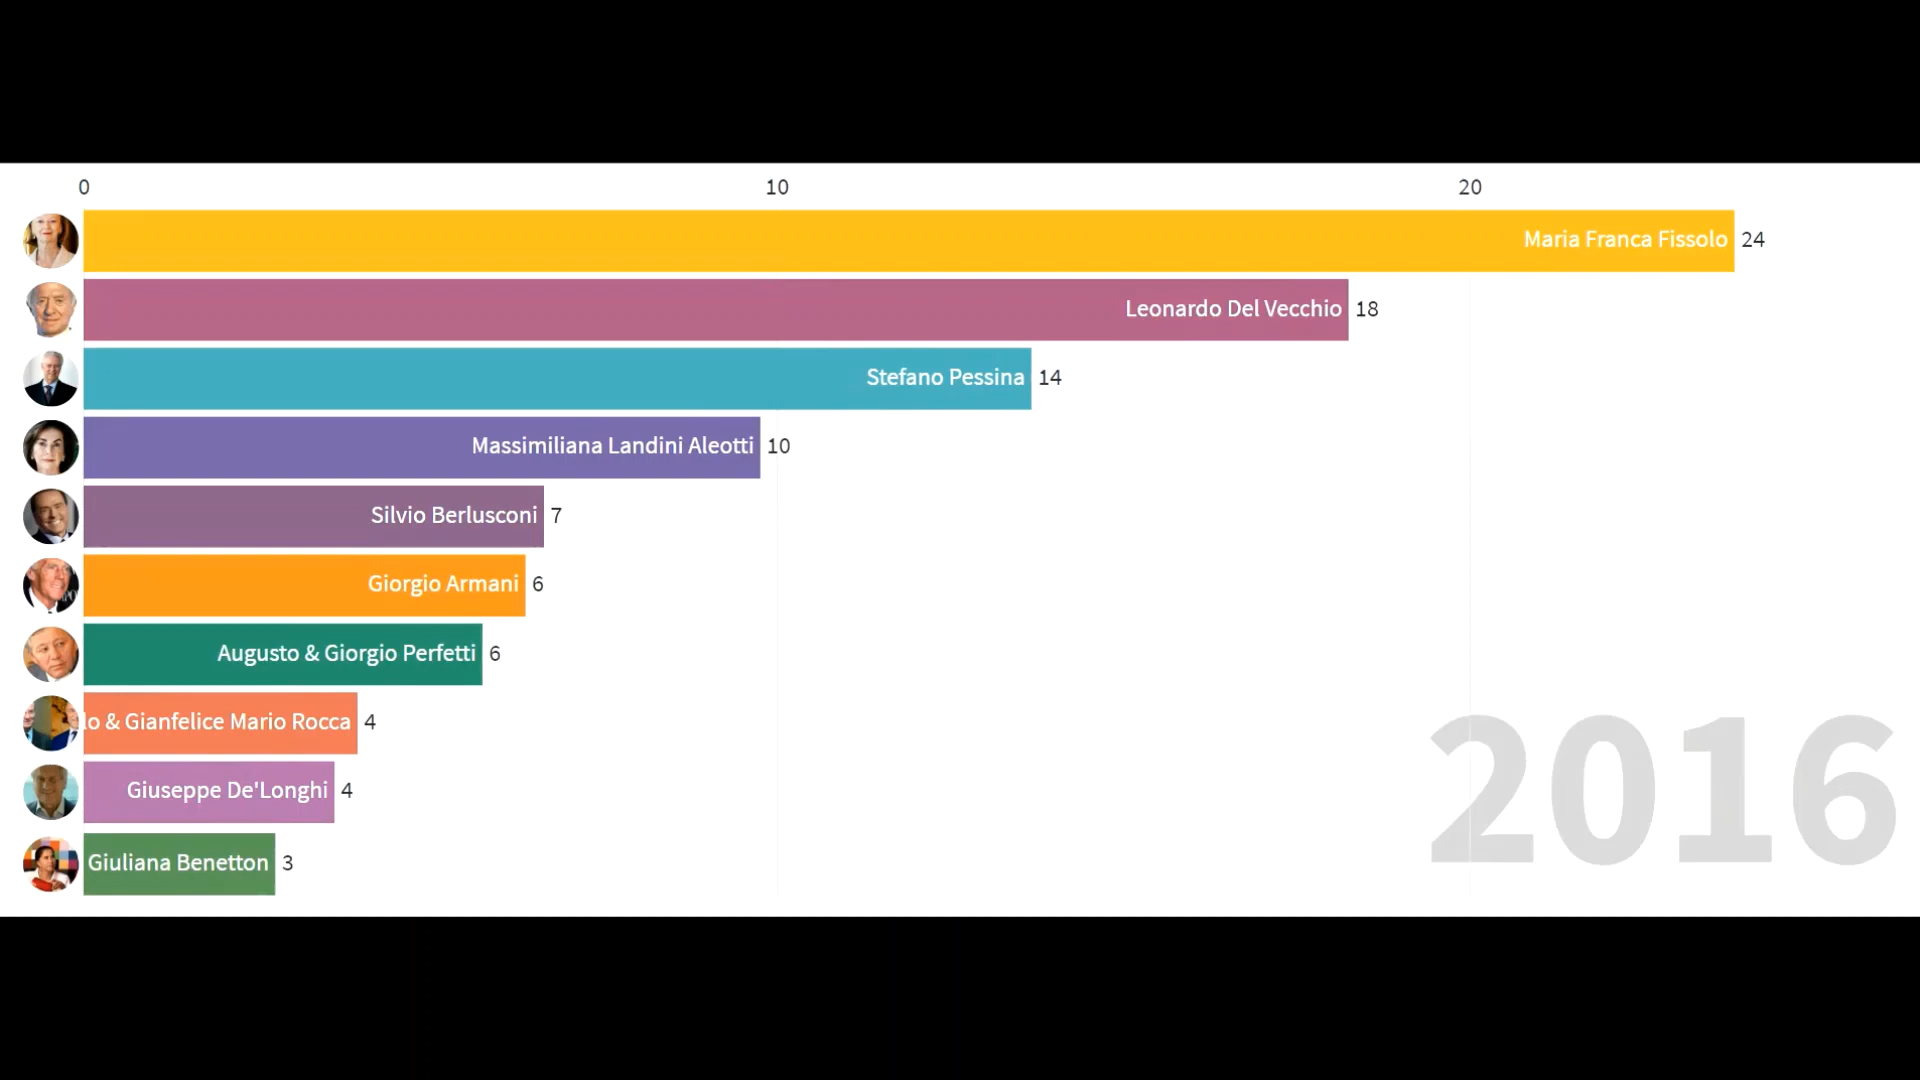 0 10 20
Maria Franca Fissolo 24
Leonardo Del Vecchio 18
Stefano Pessina 14
Massimiliana Landini Aleotti 10
Silvio Berlusconi 7
Giorgio Armani 6
Augusto & Giorgio Perfetti 6
lo & Gianfelice Mario Rocca 4
Giuseppe De'Longhi 4
Giuliana Benetton 3
2016